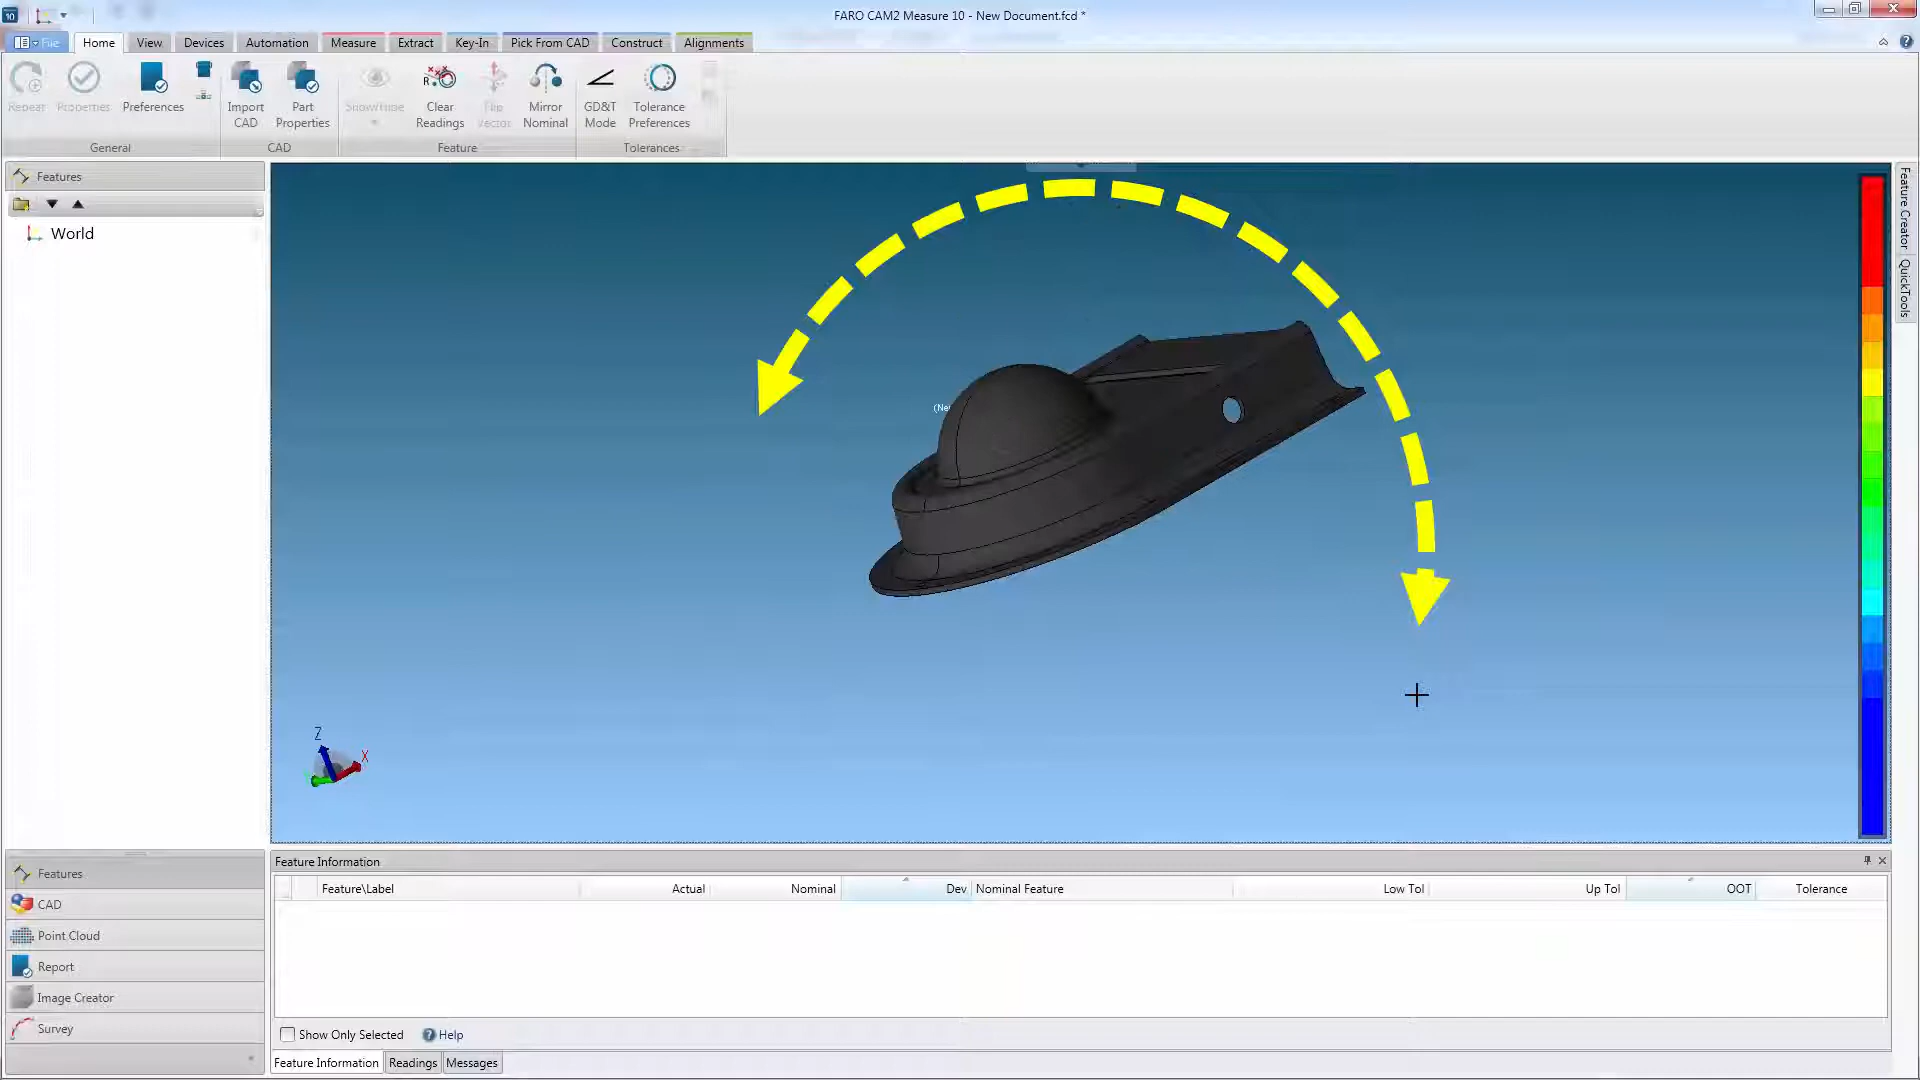 FARO CAM2 Measure 10 - New Document.fcd *
10
File
Home
View
Devices
Automation
Measure
Extract
Key-In
Pick From CAD
Construct
Alignments
Repeat
Properties
Preferences
Import CAD
Part Properties
Show/Hide
Clear Readings
Flip Vector
Mirror Nominal
GD&T Mode
Tolerance Preferences
General
CAD
Feature
Tolerances
Features
World
Feature Creator
QuickTools
Z
X
Features
CAD
Point Cloud
Report
Image Creator
Survey
Feature Information
Feature\Label
Actual
Nominal
Dev
Nominal Feature
Low Tol
Up Tol
OOT
Tolerance
Show Only Selected
Help
Feature Information
Readings
Messages